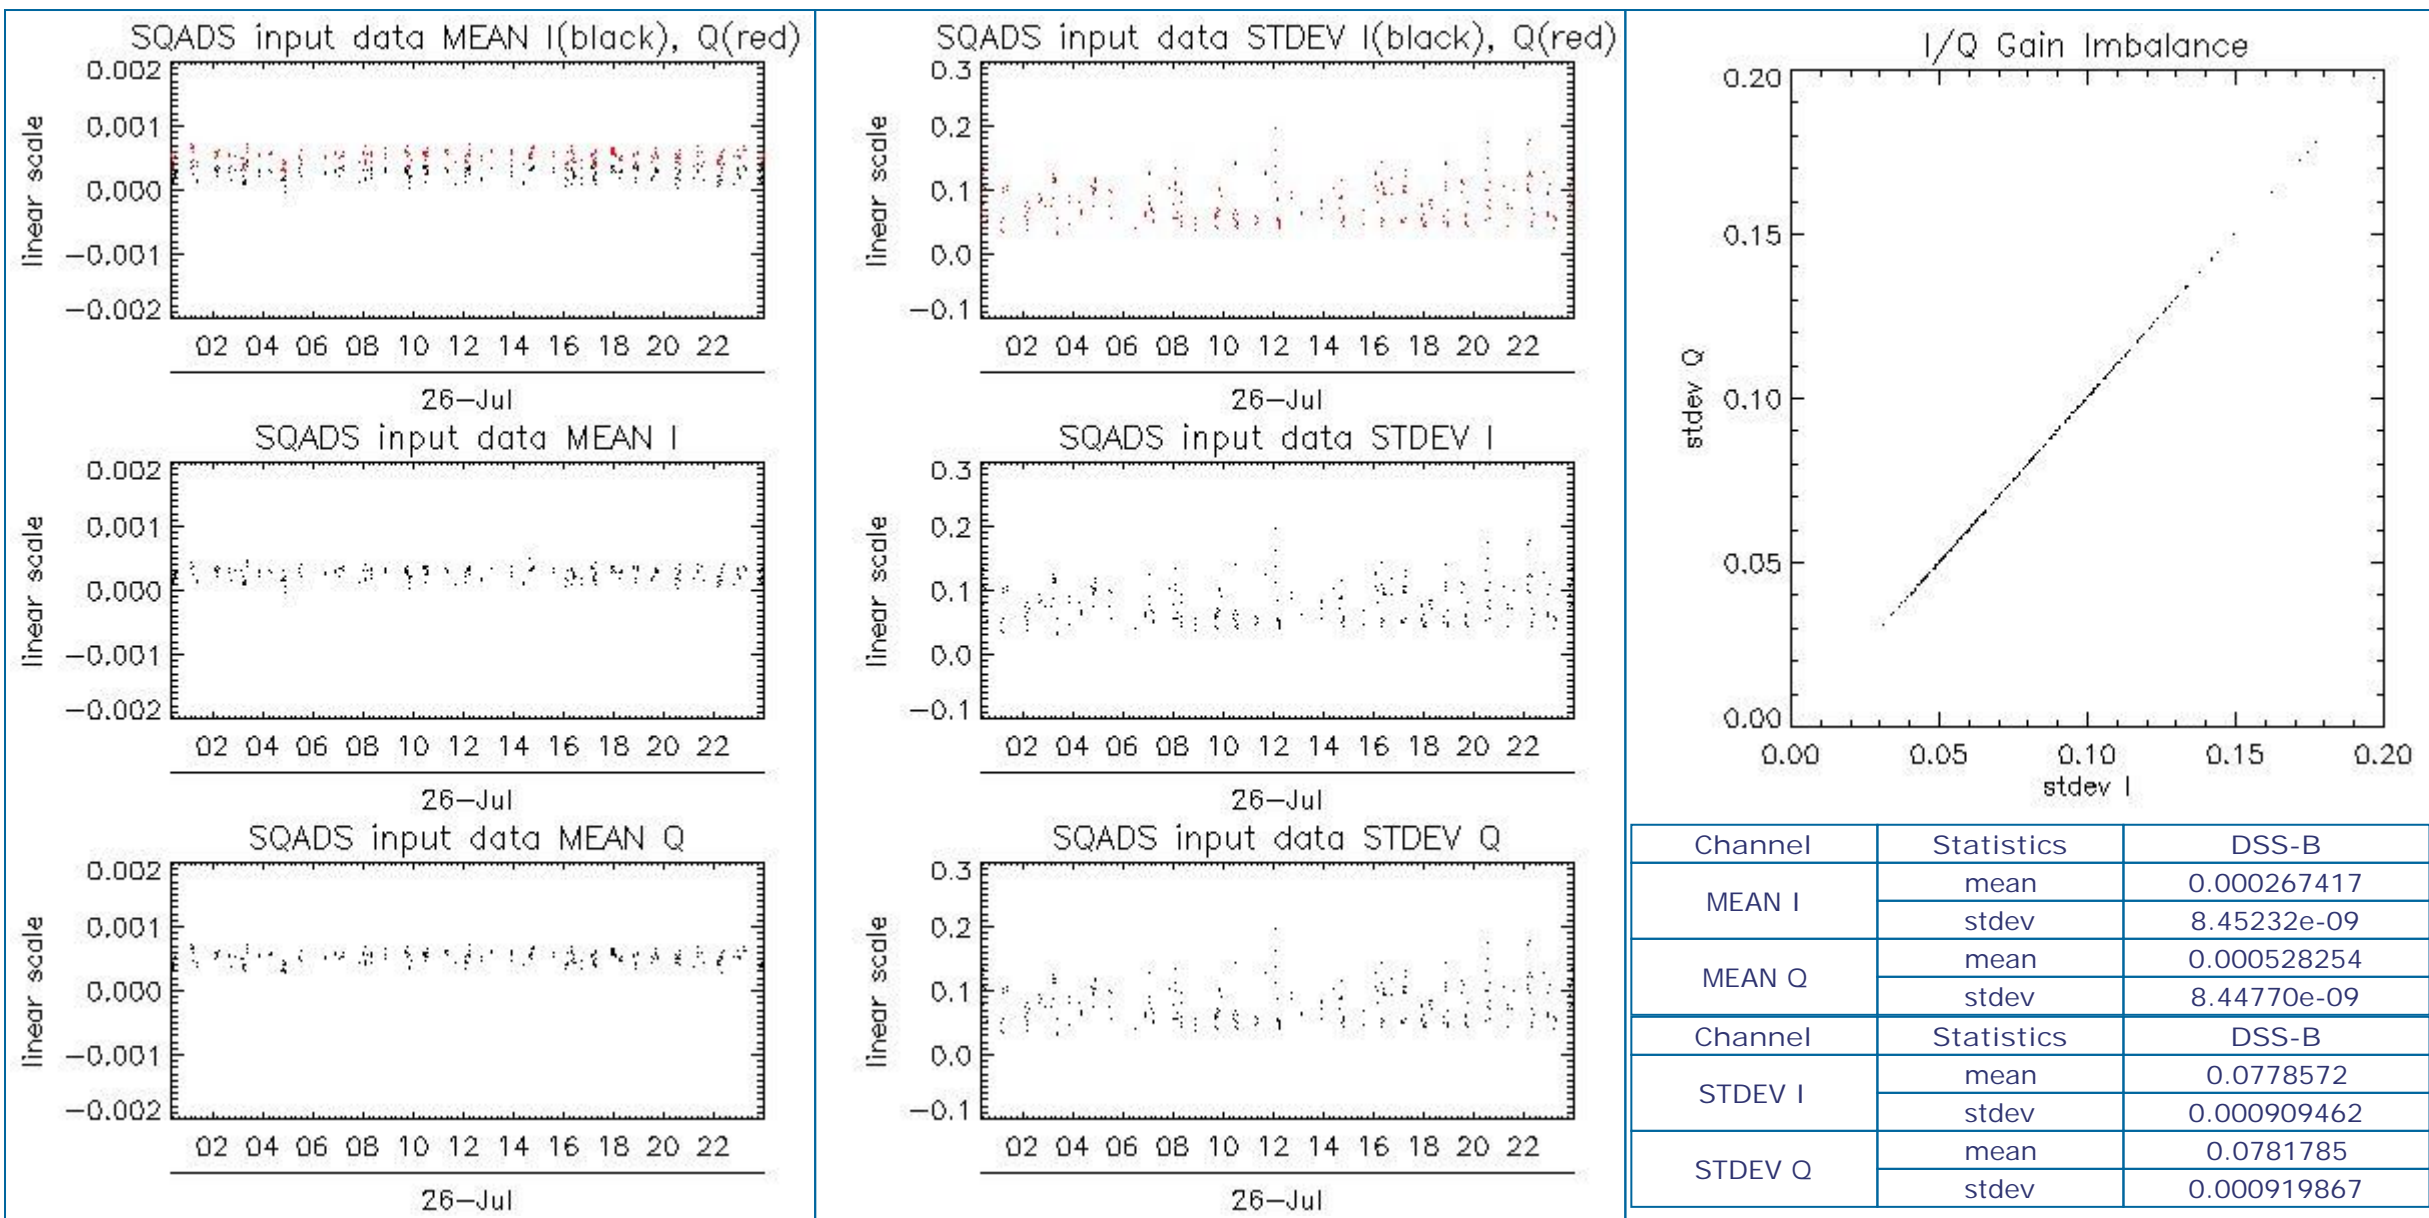 SQADS input data MEAN I(black), Q(red)
0.002
0.001
0.000
−0.001
−0.002
linear scale
02 04 06 08 10 12 14 16 18 20 22
26−Jul
SQADS input data MEAN I
0.002
0.001
0.000
−0.001
−0.002
linear scale
02 04 06 08 10 12 14 16 18 20 22
26−Jul
SQADS input data MEAN Q
0.002
0.001
0.000
−0.001
−0.002
linear scale
02 04 06 08 10 12 14 16 18 20 22
26−Jul
SQADS input data STDEV I(black), Q(red)
0.3
0.2
0.1
0.0
−0.1
linear scale
02 04 06 08 10 12 14 16 18 20 22
26−Jul
SQADS input data STDEV I
0.3
0.2
0.1
0.0
−0.1
linear scale
02 04 06 08 10 12 14 16 18 20 22
26−Jul
SQADS input data STDEV Q
0.3
0.2
0.1
0.0
−0.1
linear scale
02 04 06 08 10 12 14 16 18 20 22
26−Jul
I/Q Gain Imbalance
0.20
0.15
0.10
0.05
0.00
stdev Q
0.00 0.05 0.10 0.15 0.20
stdev I
Channel Statistics DSS-B
MEAN I mean 0.000267417
stdev 8.45232e-09
MEAN Q mean 0.000528254
stdev 8.44770e-09
Channel Statistics DSS-B
STDEV I mean 0.0778572
stdev 0.000909462
STDEV Q mean 0.0781785
stdev 0.000919867